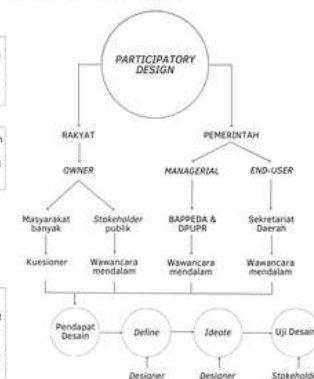 PARTICIPATORY
DESIGN
RAKYAT
PEMERINTAH
OWNER
MANAGERIAL
END-USER
Masyarakat
banyak
Stakeholder
publik
BAPPEDA &
DPUPR
Sekretariat
Daerah
Kuesioner
Wawancara
mendalam
Wawancara
mendalam
Wawancara
mendalam
Pendapat
Desain
Define
Ideate
Uji Desain
Designer
Designer
Stakeholde